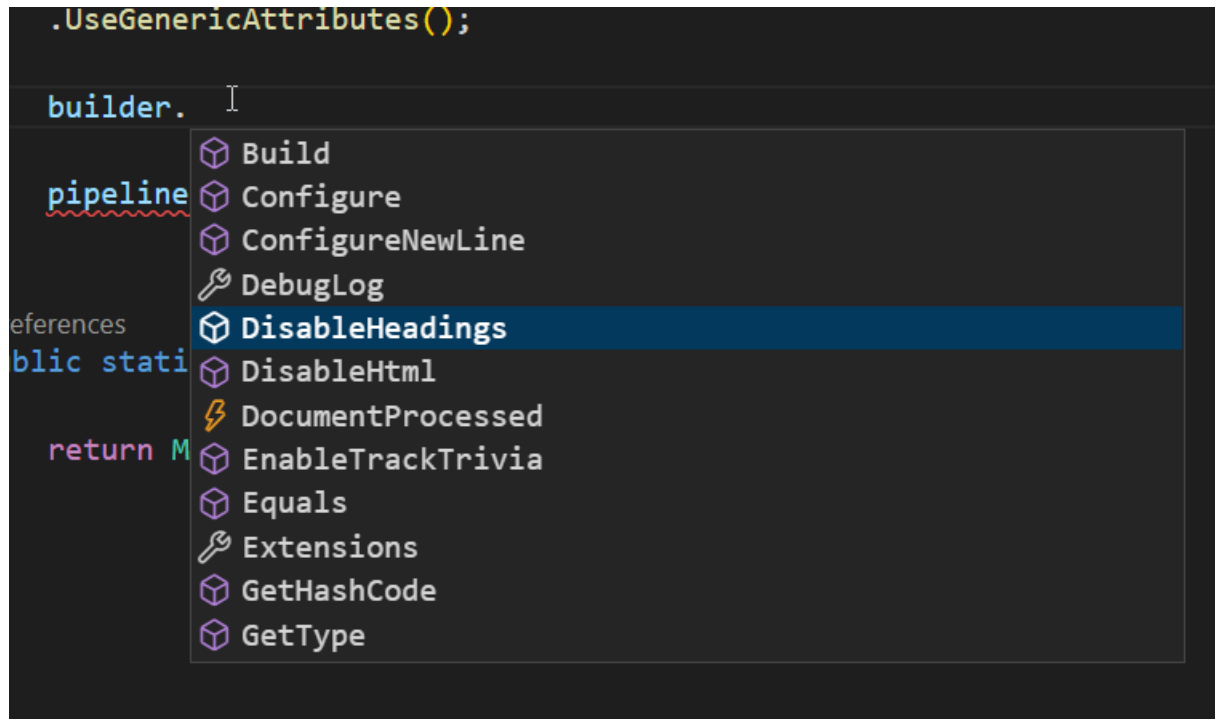 .UseGenericAttributes();
builder.
Build
pipeline
Configure
ConfigureNewLine
DebugLog
eferences
DisableHeadings
blic stati
DisableHtml
DocumentProcessed
return M
EnableTrackTrivia
Equals
Extensions
GetHashCode
GetType